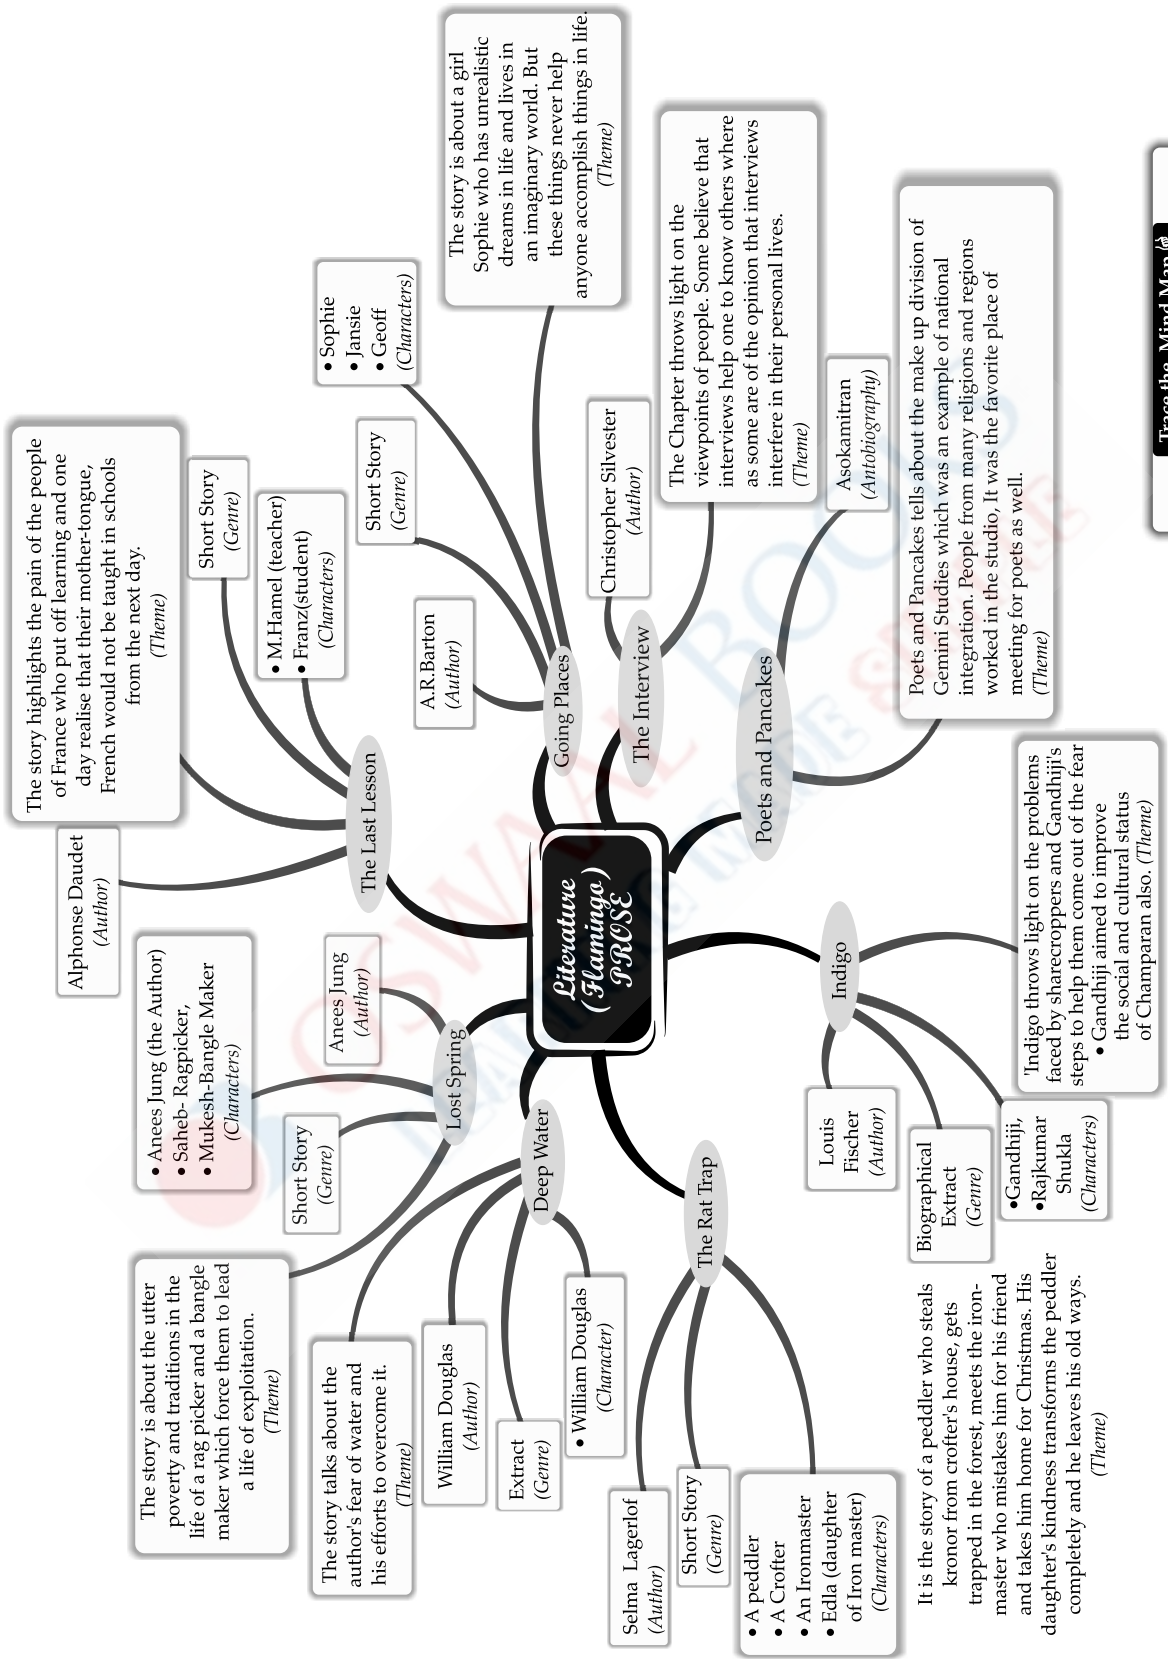 Literature
(Flamingo)
PROSE
The Last Lesson
Alphonse Daudet
(Author)
The story highlights the pain of the people
of France who put off learning and one
day realise that their mother-tongue,
French would not be taught in schools
from the next day.
(Theme)
Short Story
(Genre)
• M.Hamel (teacher)
• Franz(student)
(Characters)
Going Places
A.R.Barton
(Author)
Short Story
(Genre)
• Sophie
• Jansie
• Geoff
(Characters)
The story is about a girl
Sophie who has unrealistic
dreams in life and lives in
an imaginary world. But
these things never help
anyone accomplish things in life.
(Theme)
The Interview
Christopher Silvester
(Author)
The Chapter throws light on the
viewpoints of people. Some believe that
interviews help one to know others where
as some are of the opinion that interviews
interfere in their personal lives.
(Theme)
Poets and Pancakes
Asokamitran
(Antobiography)
Poets and Pancakes tells about the make up division of
Gemini Studies which was an example of national
integration. People from many religions and regions
worked in the studio, It was the favorite place of
meeting for poets as well.
(Theme)
Indigo
'Indigo throws light on the problems
faced by sharecroppers and Gandhiji's
steps to help them come out of the fear
• Gandhiji aimed to improve
the social and cultural status
of Champaran also. (Theme)
•Gandhiji,
•Rajkumar
Shukla
(Characters)
Biographical
Extract
(Genre)
Louis
Fischer
(Author)
The Rat Trap
Selma Lagerlof
(Author)
Short Story
(Genre)
• A peddler
• A Crofter
• An Ironmaster
• Edla (daughter
of Iron master)
(Characters)
It is the story of a peddler who steals
kronor from crofter's house, gets
trapped in the forest, meets the iron-
master who mistakes him for his friend
and takes him home for Christmas. His
daughter's kindness transforms the peddler
completely and he leaves his old ways.
(Theme)
Deep Water
The story talks about the
author's fear of water and
his efforts to overcome it.
(Theme)
William Douglas
(Author)
Extract
(Genre)
• William Douglas
(Character)
Lost Spring
Anees Jung
(Author)
• Anees Jung (the Author)
• Saheb- Ragpicker,
• Mukesh-Bangle Maker
(Characters)
Short Story
(Genre)
The story is about the utter
poverty and traditions in the
life of a rag picker and a bangle
maker which force them to lead
a life of exploitation.
(Theme)
Trace the Mind Map
OSWAAL BOOKS
LEARNING MADE SIMPLE